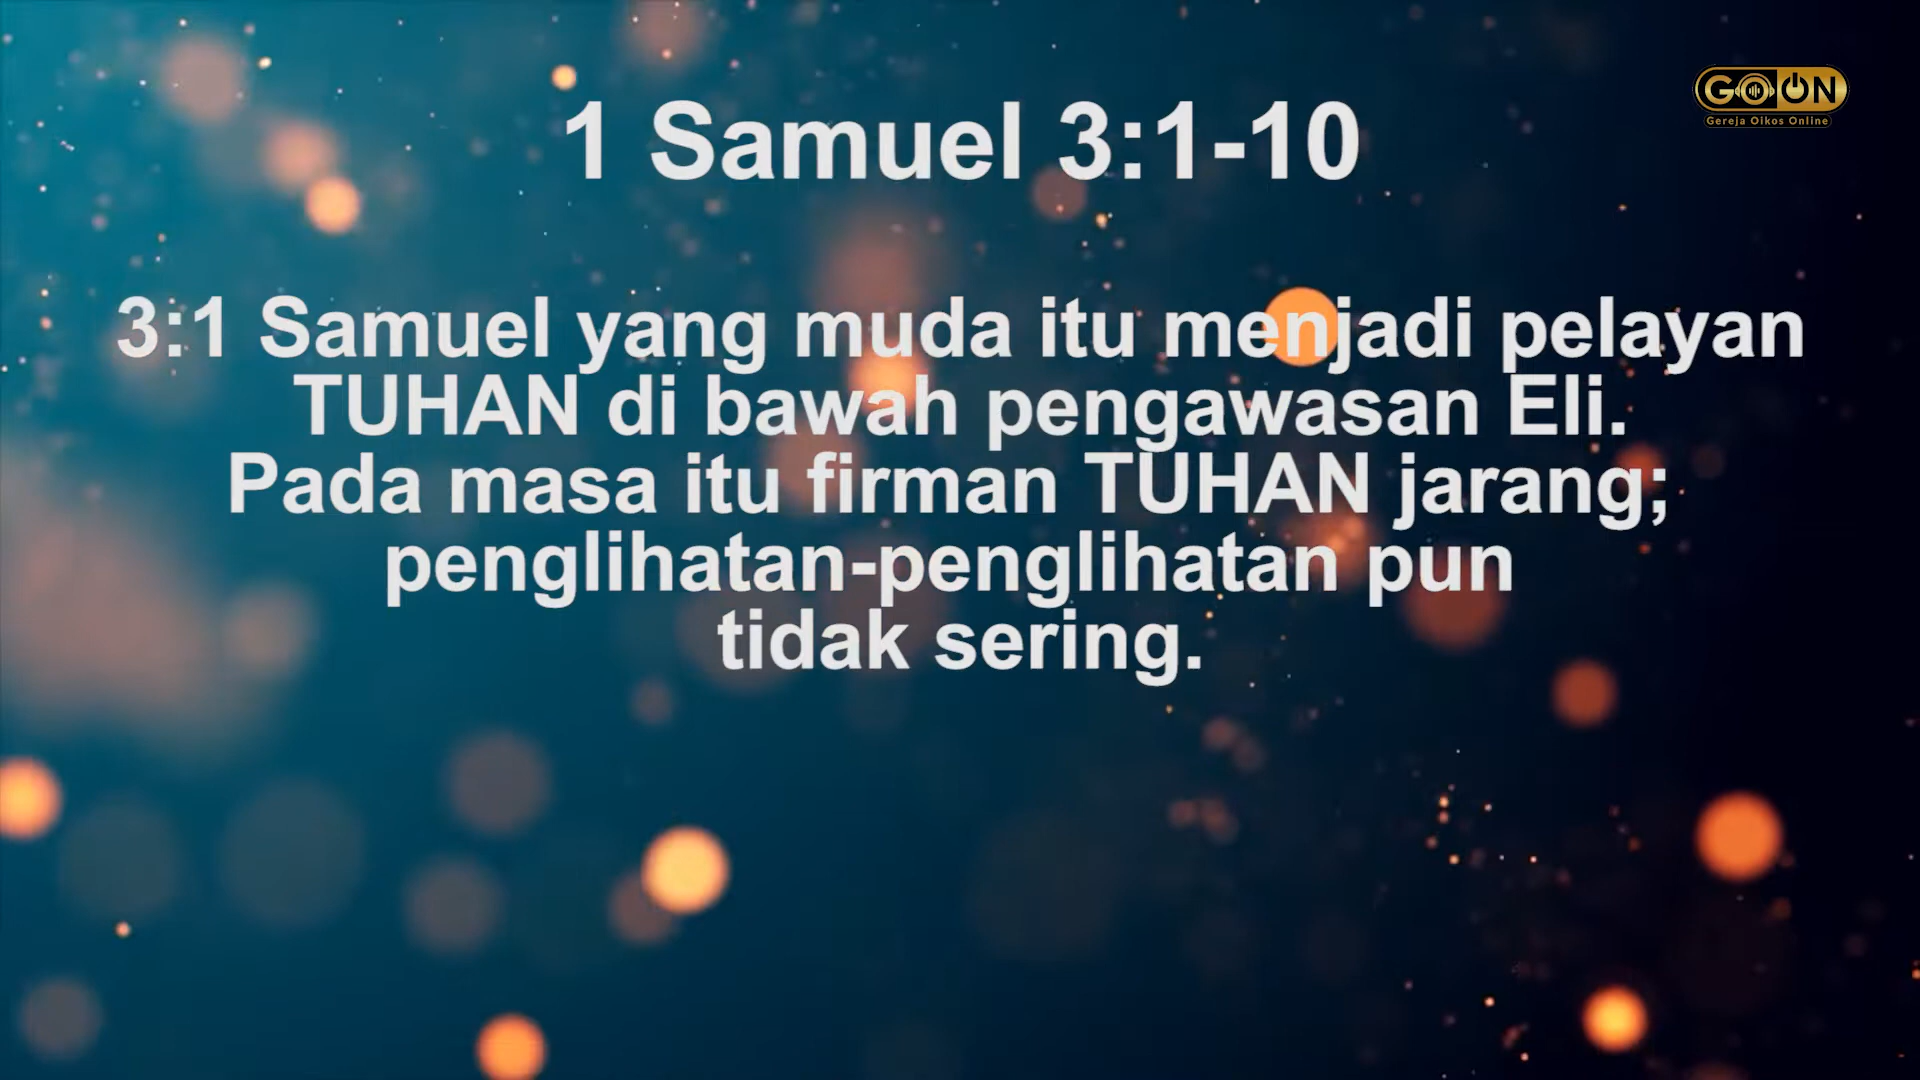 GOON
Gereja Oikos Online
1 Samuel 3:1-10
3:1 Samuel yang muda itu menjadi pelayan
TUHAN di bawah pengawasan Eli.
Pada masa itu firman TUHAN jarang;
penglihatan-penglihatan pun
tidak sering.